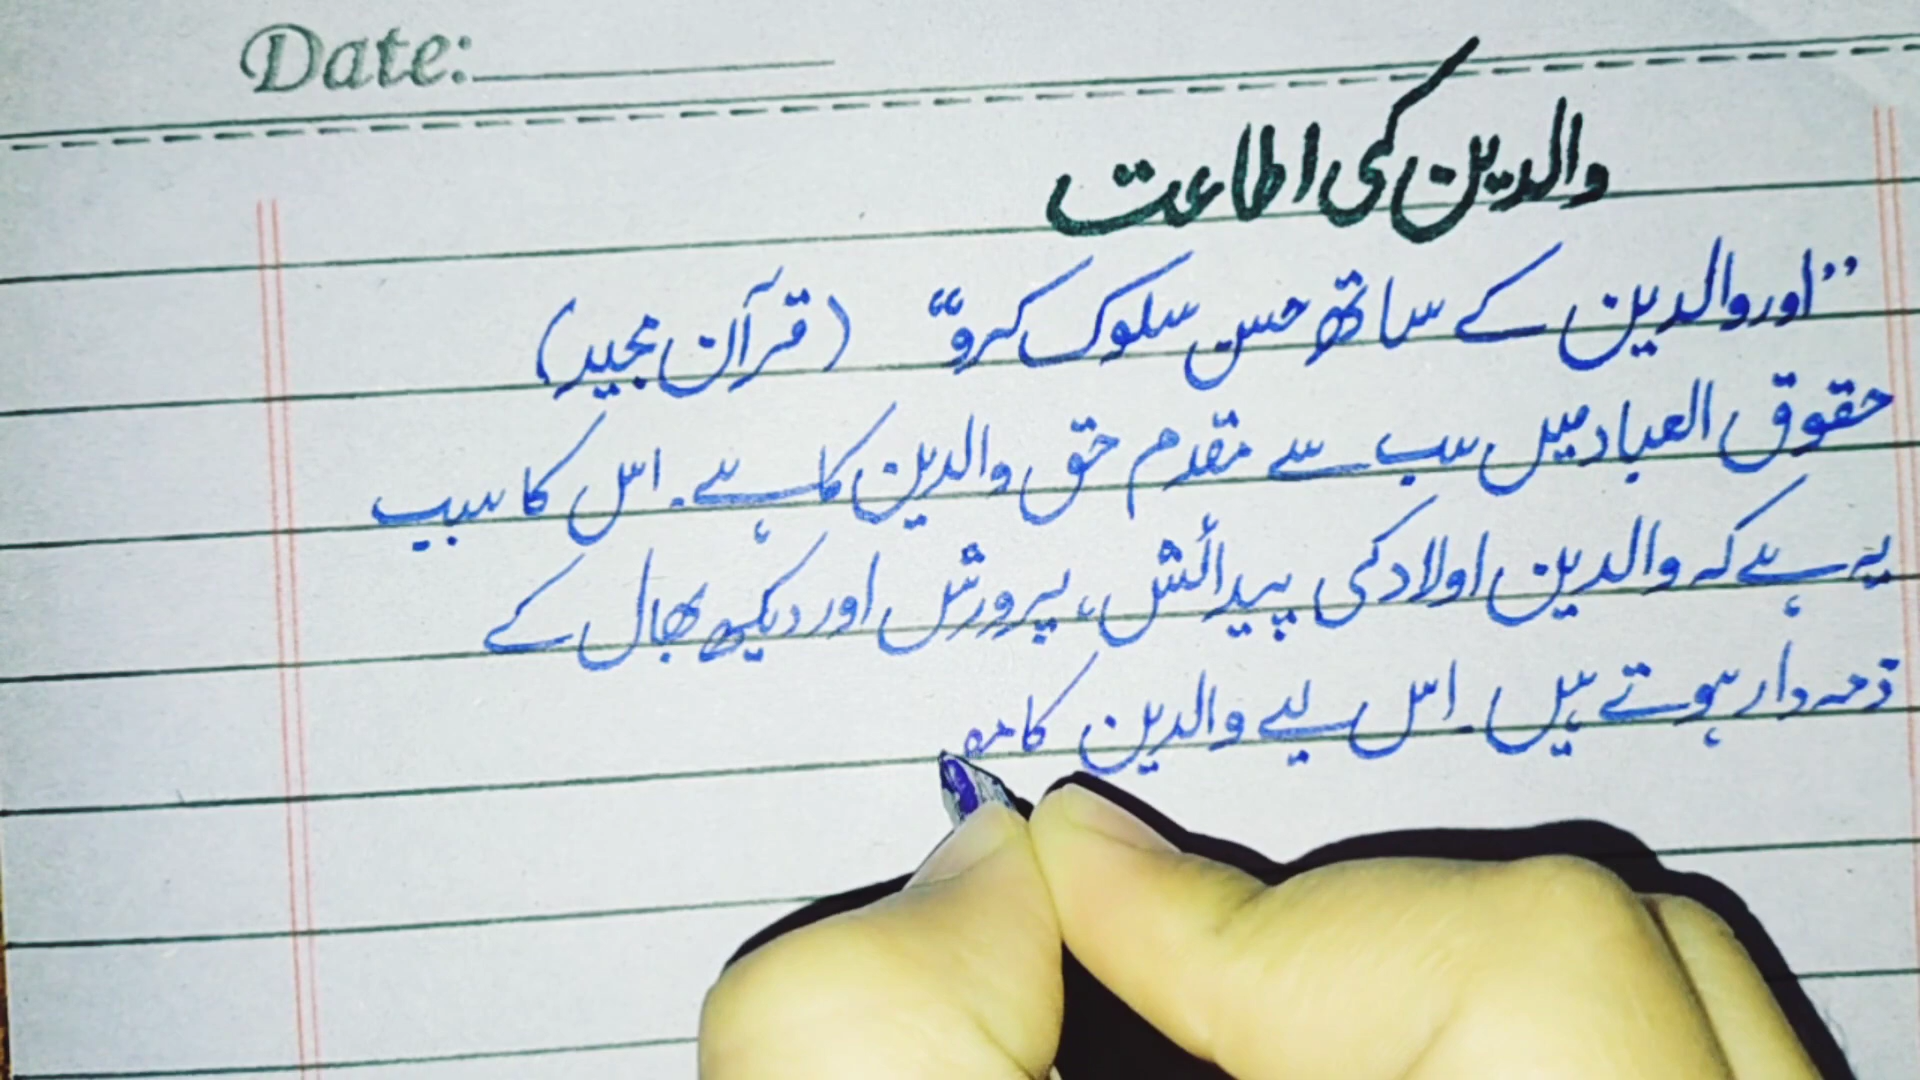 Date:
والدین کی اطاعت
”اور والدین کے ساتھ حسن سلوک کرو“ (قرآن مجید)
حقوق العباد میں سب سے مقدم حق والدین کا ہے۔ اس کا سبب
یہ ہے کہ والدین اولاد کی پیدائش، پرورش اور دیکھ بھال کے
ذمہ دار ہوتے ہیں۔ اس لیے والدین کا